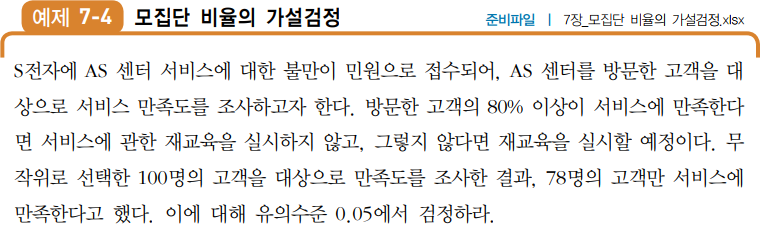 예제 7-4 모집단 비율의 가설검정 준비파일 | 7장_모집단 비율의 가설검정.xlsx
S전자에 AS 센터 서비스에 대한 불만이 민원으로 접수되어, AS 센터를 방문한 고객을 대
상으로 서비스 만족도를 조사하고자 한다. 방문한 고객의 80% 이상이 서비스에 만족한다
면 서비스에 관한 재교육을 실시하지 않고, 그렇지 않다면 재교육을 실시할 예정이다. 무
작위로 선택한 100명의 고객을 대상으로 만족도를 조사한 결과, 78명의 고객만 서비스에
만족한다고 했다. 이에 대해 유의수준 0.05에서 검정하라.